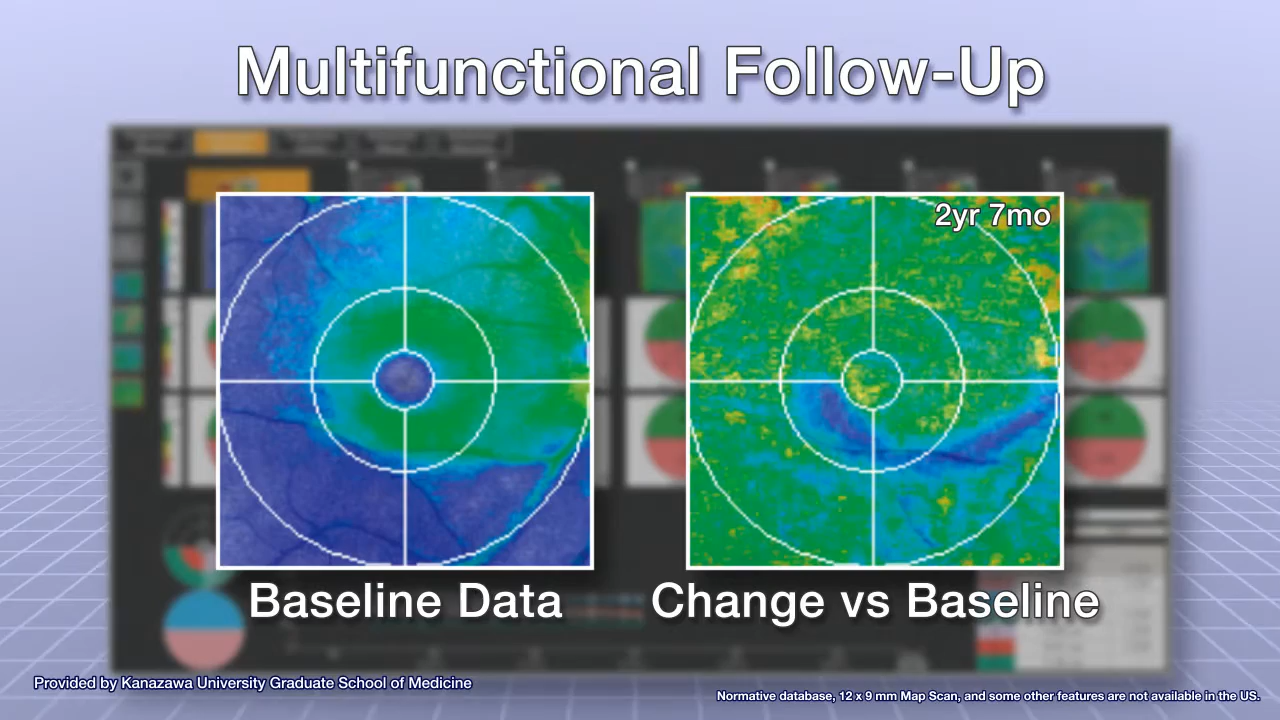 Multifunctional Follow-Up
2yr 7mo
Baseline Data
Change vs Baseline
Provided by Kanazawa University Graduate School of Medicine
Normative database, 12 x 9 mm Map Scan, and some other features are not available in the US.